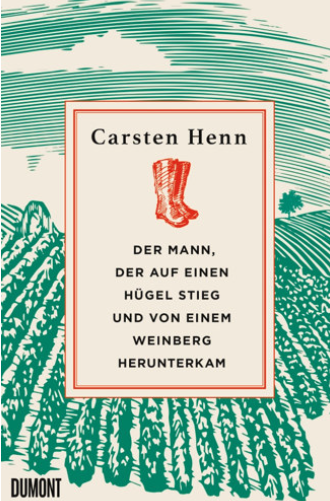 Carsten Henn
DER MANN,
DER AUF EINEN
HÜGEL STIEG
UND VON EINEM
WEINBERG
HERUNTERKAM
DUMONT